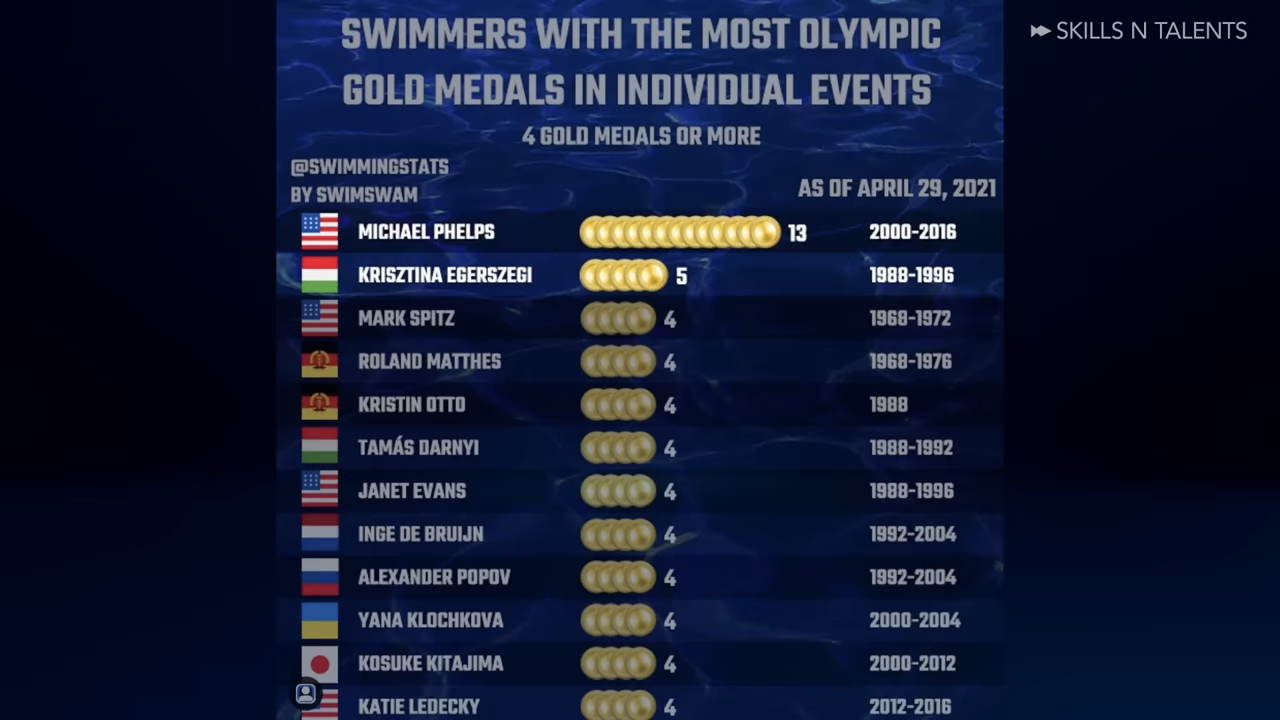 SKILLS N TALENTS
SWIMMERS WITH THE MOST OLYMPIC
GOLD MEDALS IN INDIVIDUAL EVENTS
4 GOLD MEDALS OR MORE
@SWIMMINGSTATS
BY SWIMSWAM
AS OF APRIL 29, 2021
MICHAEL PHELPS 13 2000-2016
KRISZTINA EGERSZEGI 5 1988-1996
MARK SPITZ 4 1968-1972
ROLAND MATTHES 4 1968-1976
KRISTIN OTTO 4 1988
TAMÁS DARNYI 4 1988-1992
JANET EVANS 4 1988-1996
INGE DE BRUIJN 4 1992-2004
ALEXANDER POPOV 4 1992-2004
YANA KLOCHKOVA 4 2000-2004
KOSUKE KITAJIMA 4 2000-2012
KATIE LEDECKY 4 2012-2016